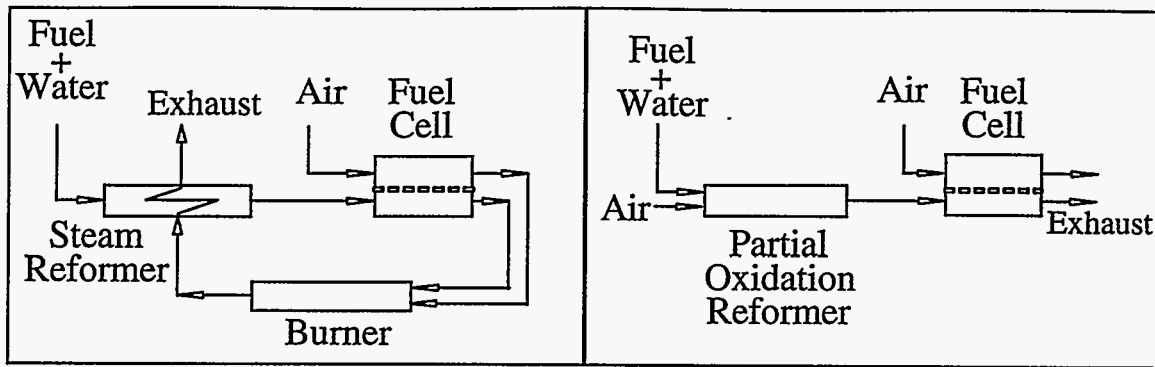 Fuel
+
Water
Exhaust
Air
Fuel
Cell
Steam
Reformer
Burner
Fuel
+
Water
Air
Air
Fuel
Cell
Partial
Oxidation
Reformer
Exhaust